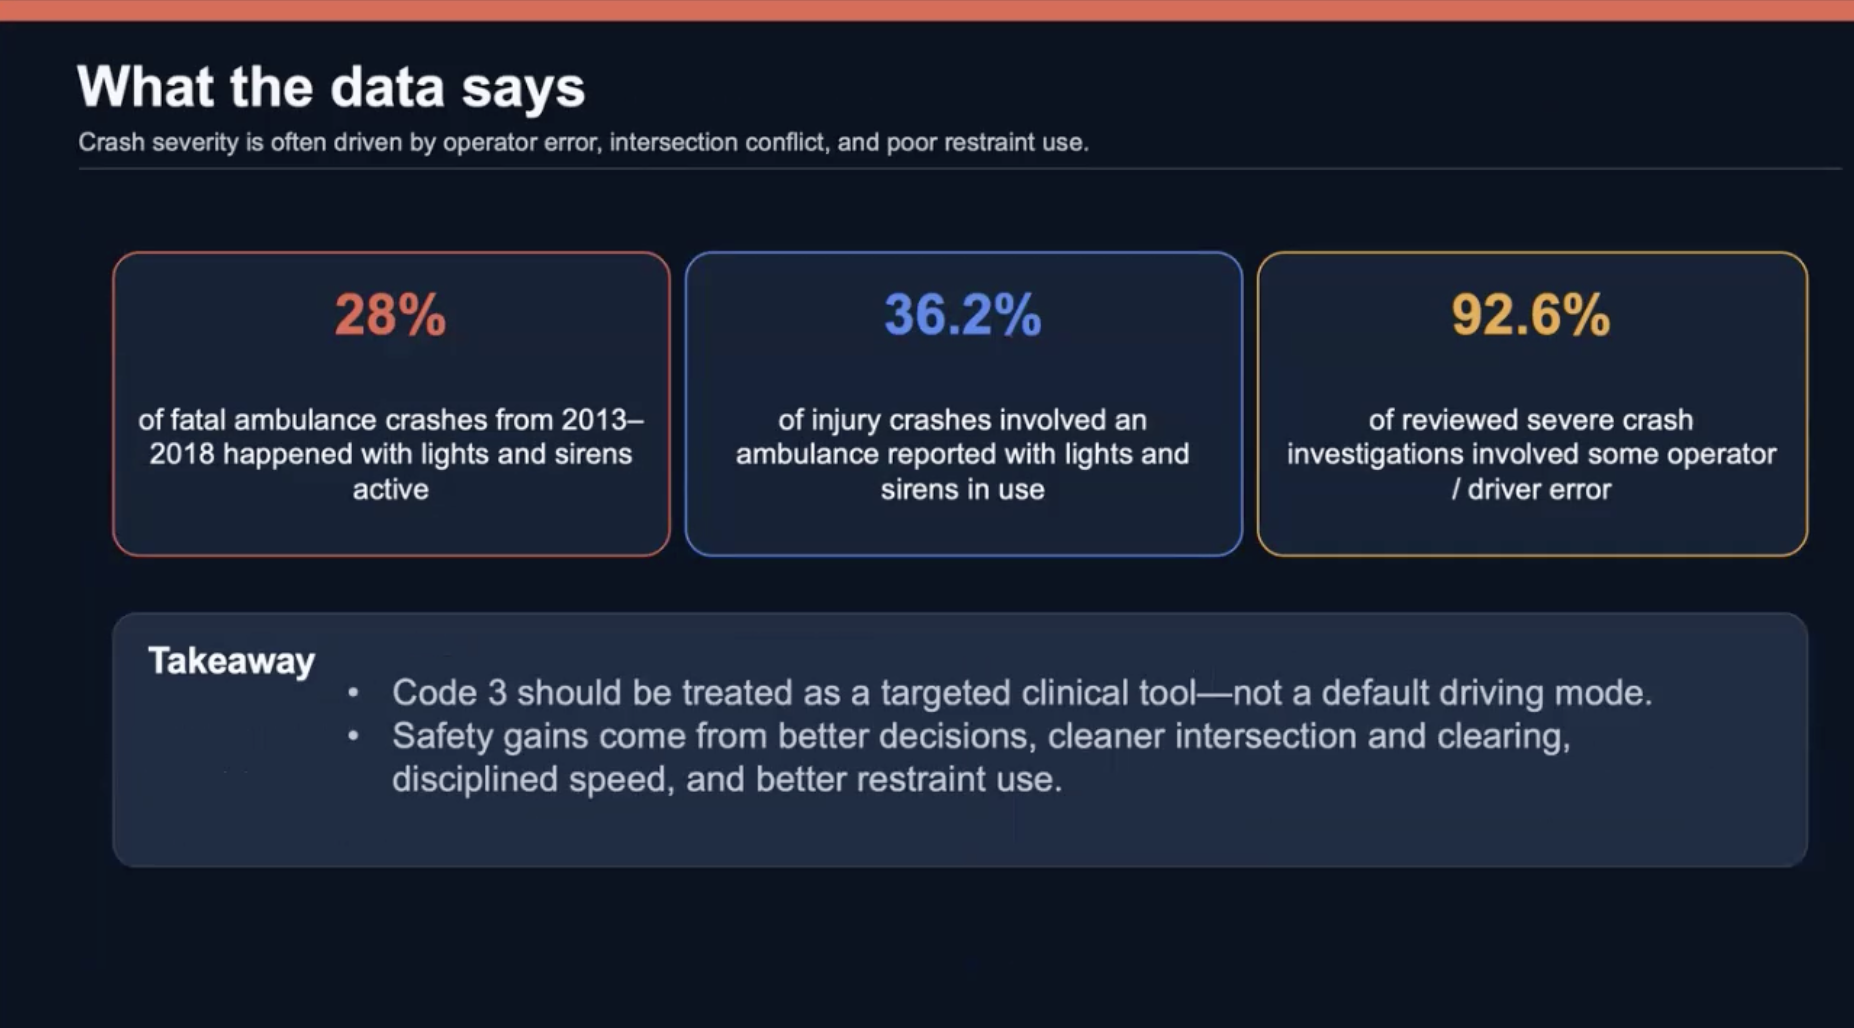 What the data says
Crash severity is often driven by operator error, intersection conflict, and poor restraint use.
28%
of fatal ambulance crashes from 2013–
2018 happened with lights and sirens
active
36.2%
of injury crashes involved an
ambulance reported with lights and
sirens in use
92.6%
of reviewed severe crash
investigations involved some operator
/ driver error
Takeaway
• Code 3 should be treated as a targeted clinical tool—not a default driving mode.
• Safety gains come from better decisions, cleaner intersection and clearing,
disciplined speed, and better restraint use.